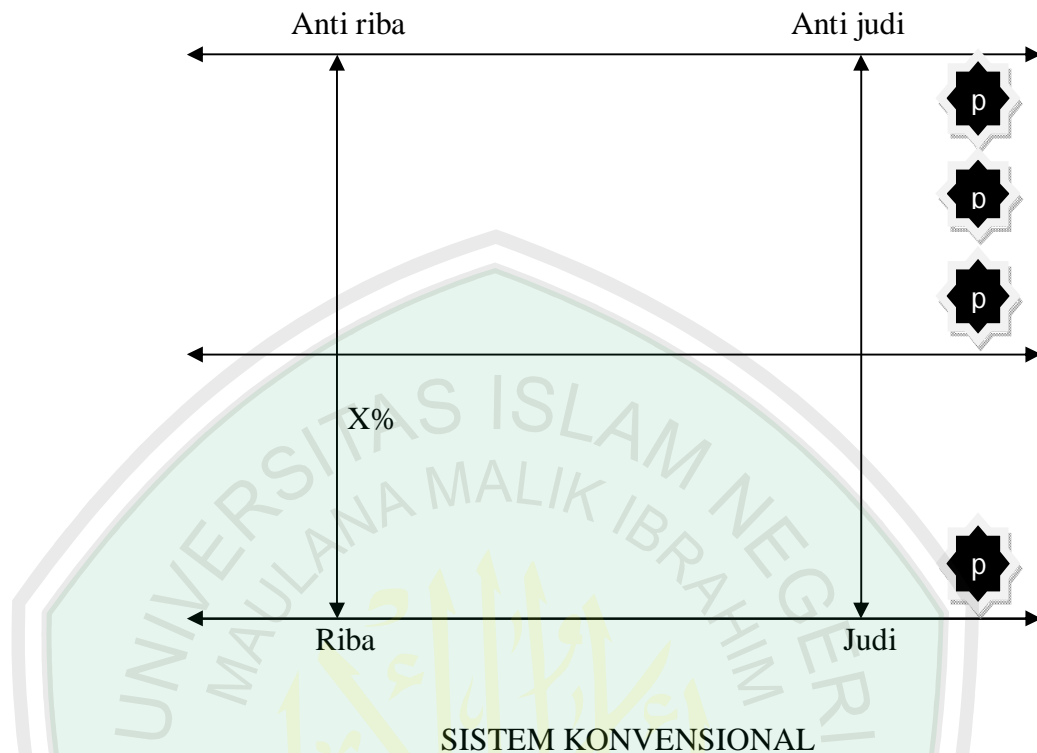 Anti riba Anti judi
p
p
p
X%
UNIVERSITAS ISLAM NEGERI
MAULANA MALIK IBRAHIM
p
Riba Judi
SISTEM KONVENSIONAL